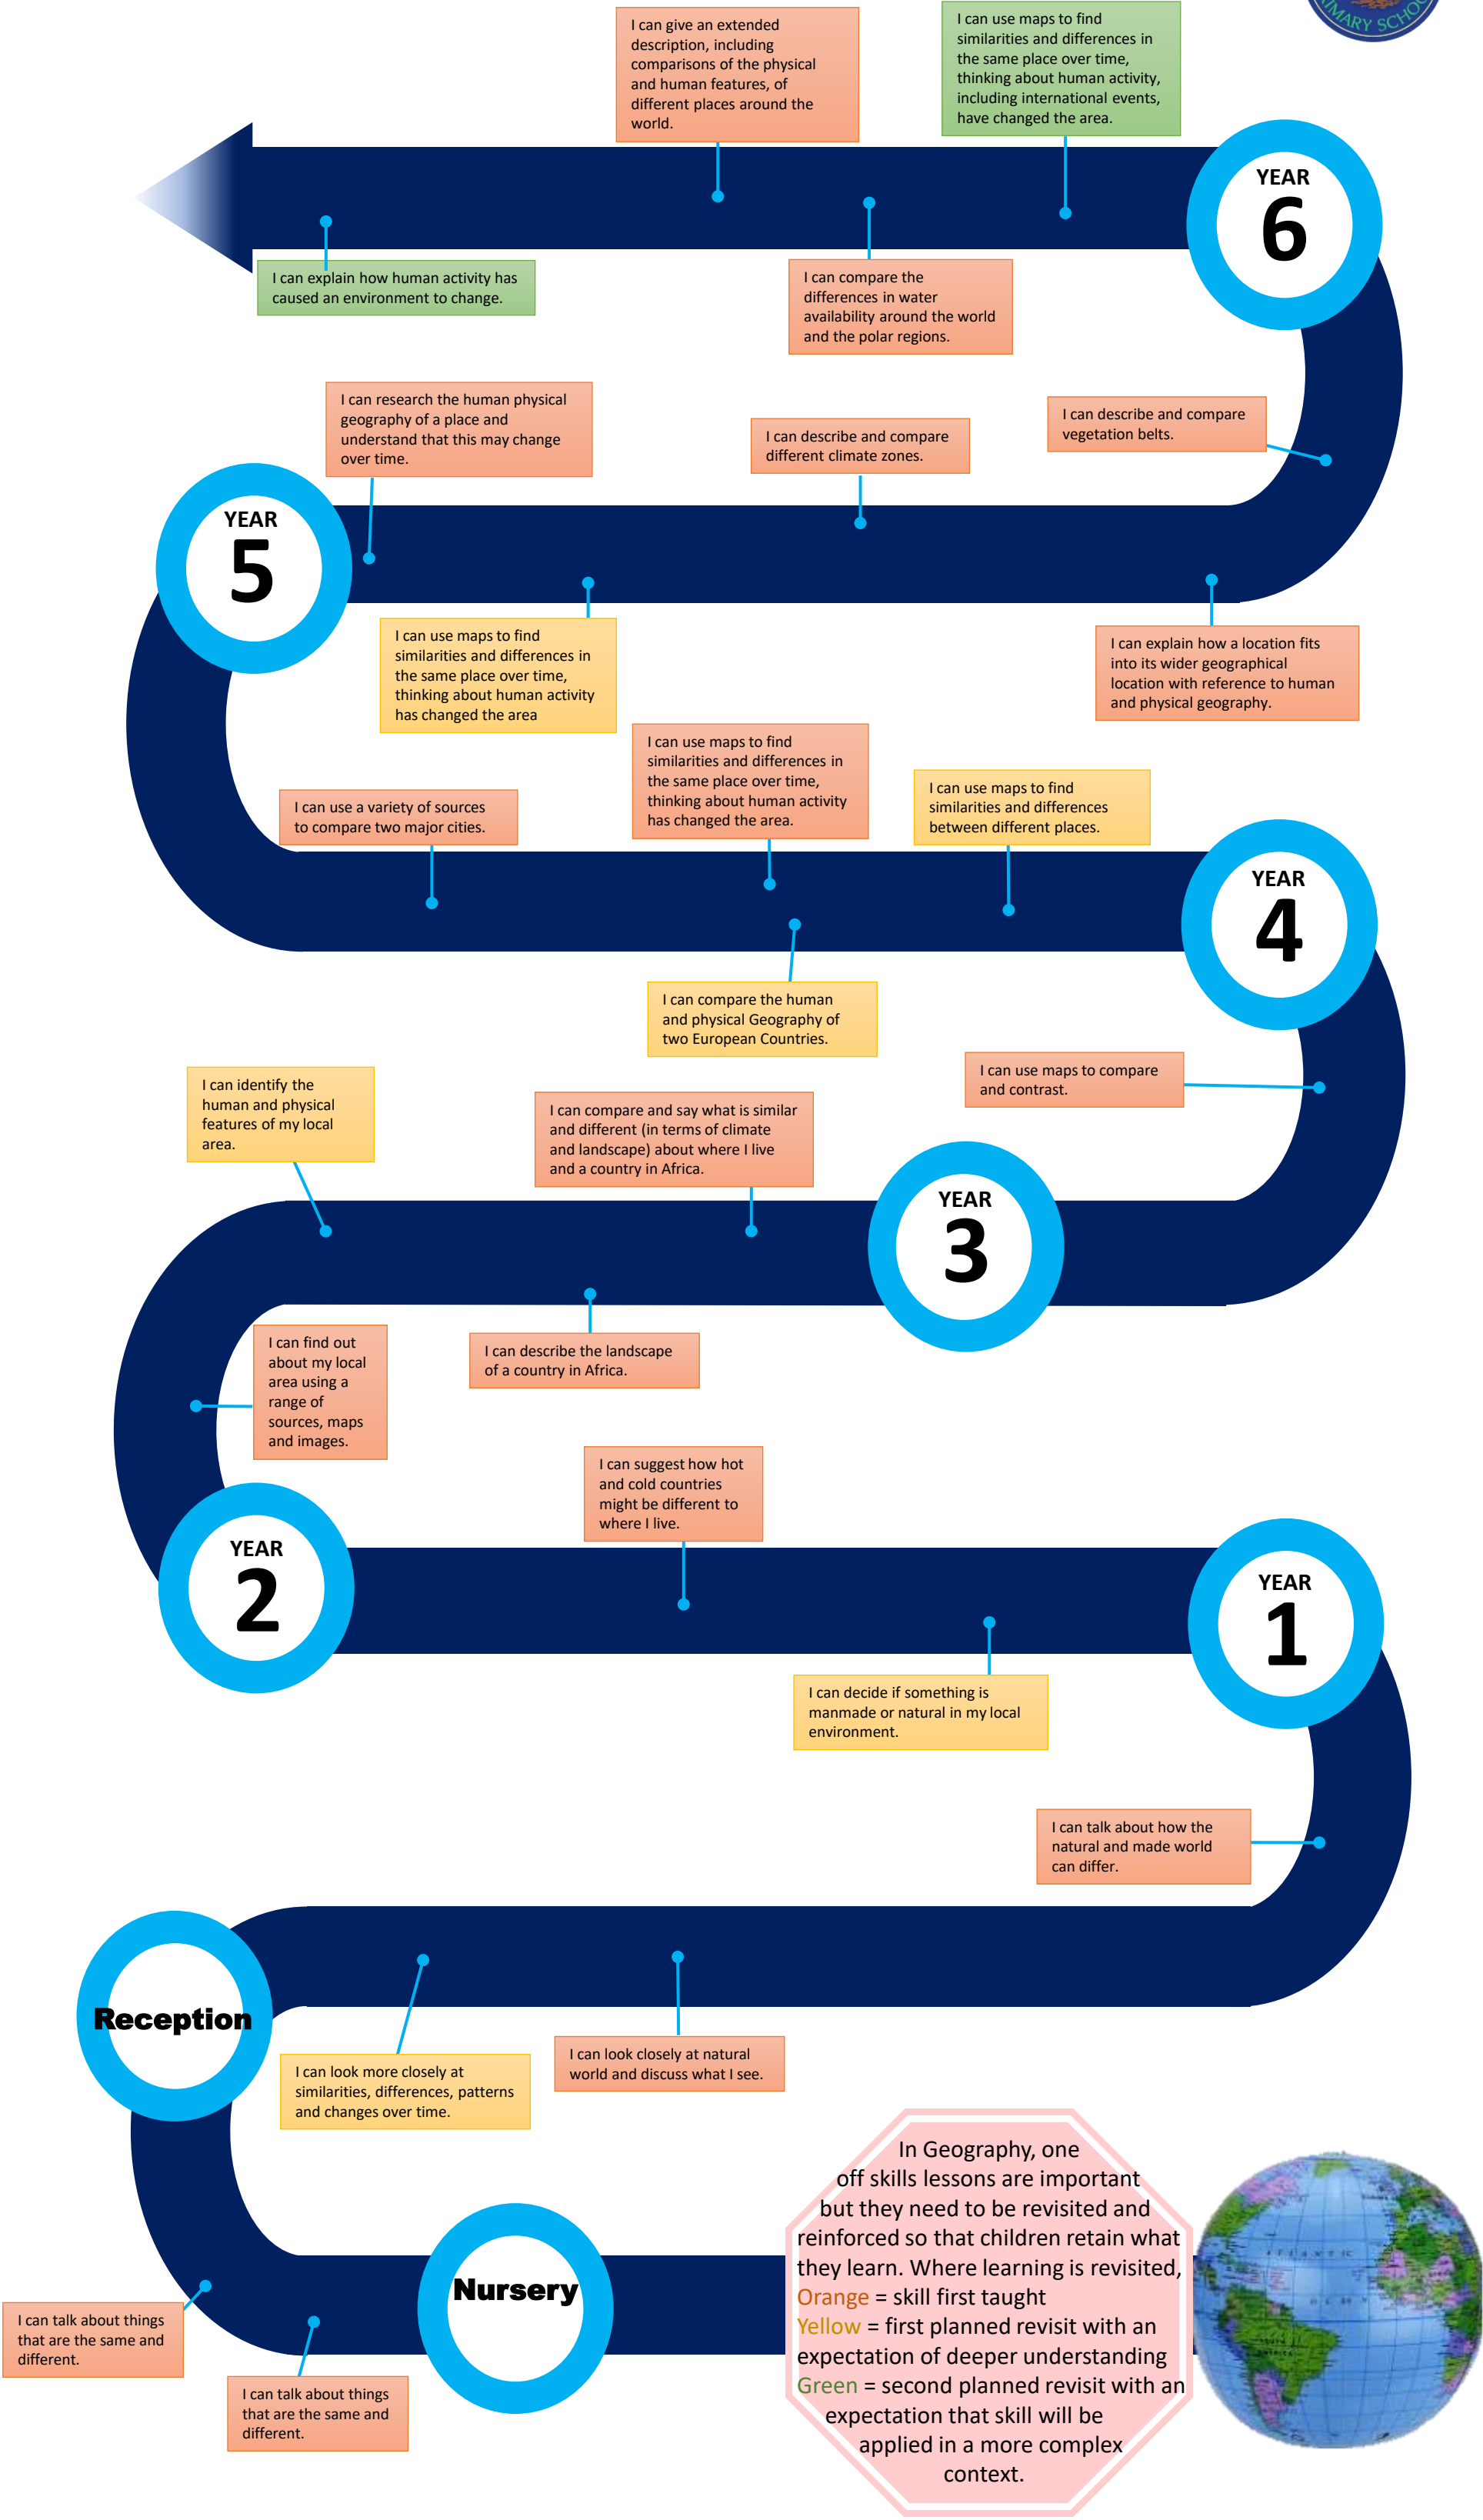 RIMARY SCHOO
I can give an extended
description, including
comparisons of the physical
and human features, of
different places around the
world.
I can use maps to find
similarities and differences in
the same place over time,
thinking about human activity,
including international events,
have changed the area.
YEAR
6
I can explain how human activity has
caused an environment to change.
I can compare the
differences in water
availability around the world
and the polar regions.
I can research the human physical
geography of a place and
understand that this may change
over time.
I can describe and compare
different climate zones.
I can describe and compare
vegetation belts.
YEAR
5
I can use maps to find
similarities and differences in
the same place over time,
thinking about human activity
has changed the area
I can explain how a location fits
into its wider geographical
location with reference to human
and physical geography.
I can use a variety of sources
to compare two major cities.
I can use maps to find
similarities and differences in
the same place over time,
thinking about human activity
has changed the area.
I can use maps to find
similarities and differences
between different places.
YEAR
4
I can compare the human
and physical Geography of
two European Countries.
I can use maps to compare
and contrast.
I can identify the
human and physical
features of my local
area.
I can compare and say what is similar
and different (in terms of climate
and landscape) about where I live
and a country in Africa.
YEAR
3
I can find out
about my local
area using a
range of
sources, maps
and images.
I can describe the landscape
of a country in Africa.
I can suggest how hot
and cold countries
might be different to
where I live.
YEAR
2
YEAR
1
I can decide if something is
manmade or natural in my local
environment.
I can talk about how the
natural and made world
can differ.
Reception
I can look more closely at
similarities, differences, patterns
and changes over time.
I can look closely at natural
world and discuss what I see.
Nursery
I can talk about things
that are the same and
different.
I can talk about things
that are the same and
different.
In Geography, one
off skills lessons are important
but they need to be revisited and
reinforced so that children retain what
they learn. Where learning is revisited,
Orange = skill first taught
Yellow = first planned revisit with an
expectation of deeper understanding
Green = second planned revisit with an
expectation that skill will be
applied in a more complex
context.